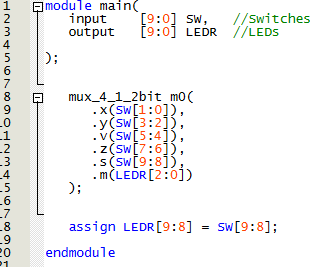 1 module main(
2 input [9:0] SW, //Switches
3 output [9:0] LEDR //LEDs
4
5 );
6
7
8 mux_4_1_2bit m0(
9 .x(SW[1:0]),
10 .y(SW[3:2]),
11 .v(SW[5:4]),
12 .z(SW[7:6]),
13 .s(SW[9:8]),
14 .m(LEDR[2:0])
15 );
16
17
18 assign LEDR[9:8] = SW[9:8];
19
20 endmodule
21